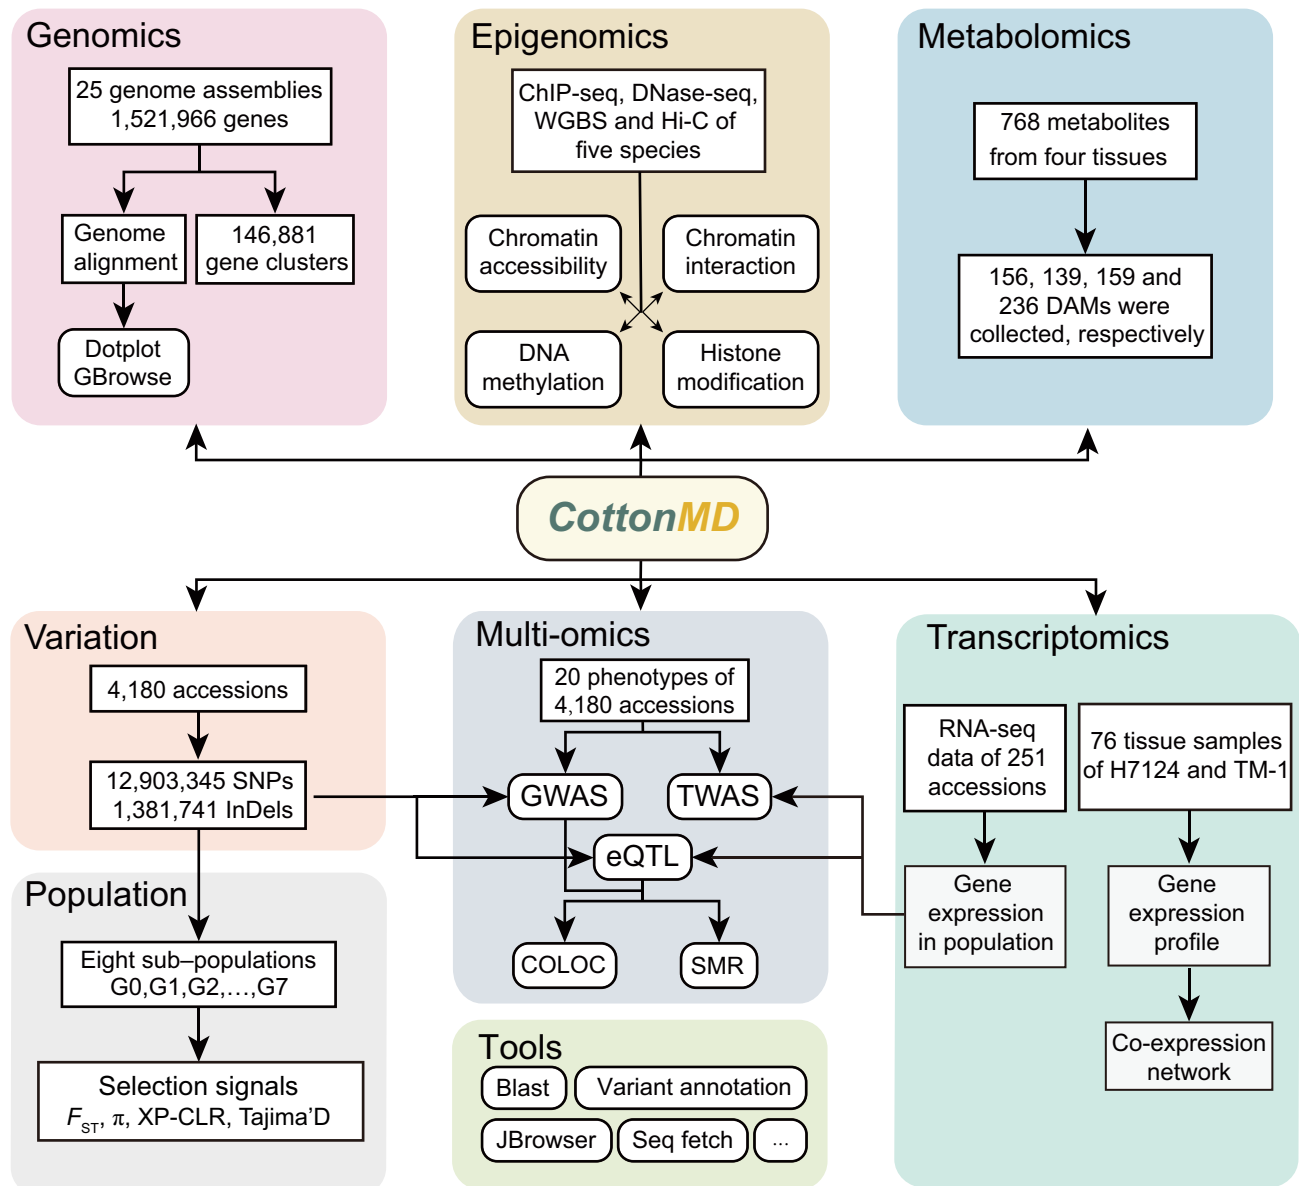 Genomics
25 genome assemblies
1,521,966 genes
Genome
alignment
146,881
gene clusters
Dotplot
GBrowse
Epigenomics
ChIP-seq, DNase-seq,
WGBS and Hi-C of
five species
Chromatin
accessibility
Chromatin
interaction
DNA
methylation
Histone
modification
Metabolomics
768 metabolites
from four tissues
156, 139, 159 and
236 DAMs were
collected, respectively
CottonMD
Variation
4,180 accessions
12,903,345 SNPs
1,381,741 InDels
Population
Eight sub–populations
G0,G1,G2,...,G7
Selection signals
FST, π, XP-CLR, Tajima’D
Multi-omics
20 phenotypes of
4,180 accessions
GWAS
TWAS
eQTL
COLOC
SMR
Tools
Blast
Variant annotation
JBrowser
Seq fetch
...
Transcriptomics
RNA-seq
data of 251
accessions
76 tissue samples
of H7124 and TM-1
Gene
expression
in population
Gene
expression
profile
Co-expression
network